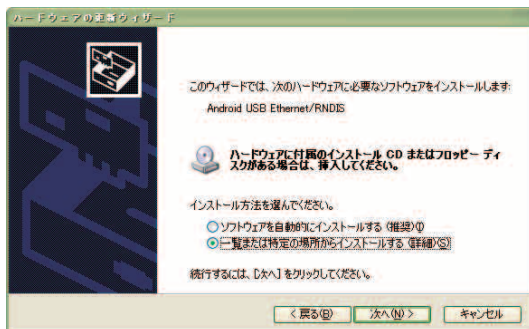 ハードウェアの更新ウィザード
このウィザードでは、次のハードウェアに必要なソフトウェアをインストールします:
Android USB Ethernet/RNDIS
ハードウェアに付属のインストール CD またはフロッピー ディ
スクがある場合は、挿入してください。
インストール方法を選んでください。
ソフトウェアを自動的にインストールする (推奨)(I)
一覧または特定の場所からインストールする (詳細)(S)
続行するには、[次へ] をクリックしてください。
< 戻る(B)
次へ(N) >
キャンセル